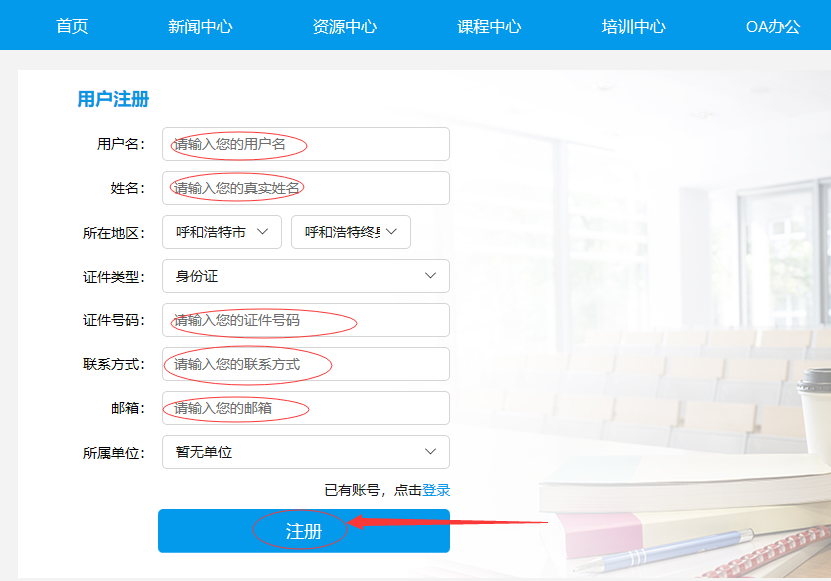 首页 新闻中心 资源中心 课程中心 培训中心 OA办公
用户注册
用户名： 请输入您的用户名
姓名： 请输入您的真实姓名
所在地区： 呼和浩特市 呼和浩特终身
证件类型： 身份证
证件号码： 请输入您的证件号码
联系方式： 请输入您的联系方式
邮箱： 请输入您的邮箱
所属单位： 暂无单位
已有账号，点击登录
注册